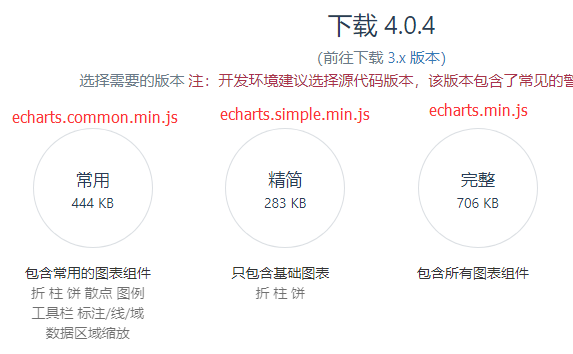 下载 4.0.4
（前往下载 3.x 版本）
选择需要的版本 注：开发环境建议选择源代码版本，该版本包含了常见的警
echarts.common.min.js echarts.simple.min.js echarts.min.js
常用 精简 完整
444 KB 283 KB 706 KB
包含常用的图表组件 只包含基础图表 包含所有图表组件
折 柱 饼 散点 图例 折 柱 饼
工具栏 标注/线/域
数据区域缩放